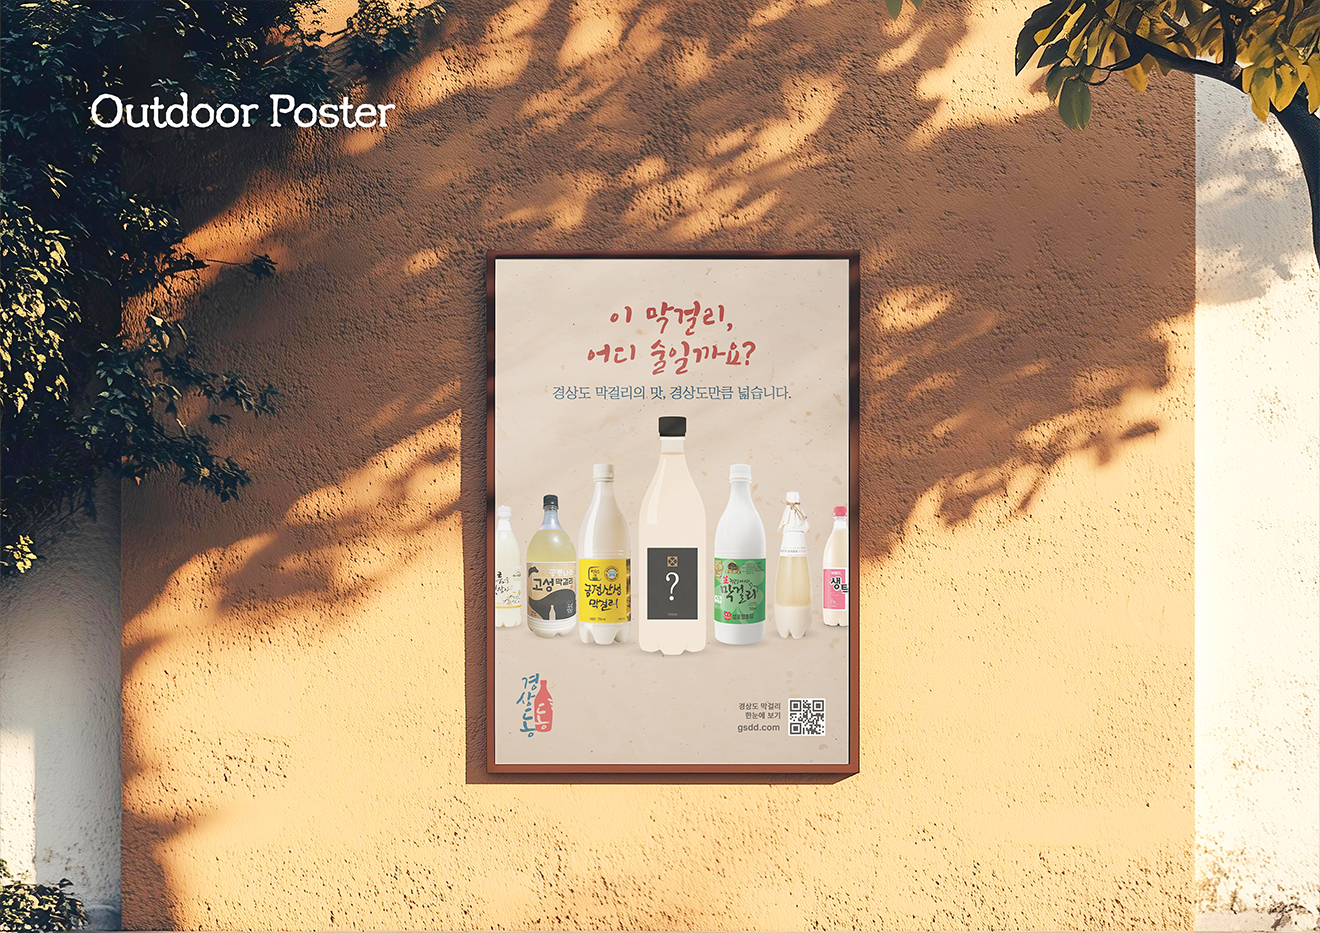 Outdoor Poster
이 막걸리,
어디 술일까요?
경상도 막걸리의 맛, 경상도만큼 넓습니다.
고성 막걸리
금정산성
막걸리
?
막걸리
생탁
경상도동동
경상도 막걸리
한눈에 보기
gsdd.com